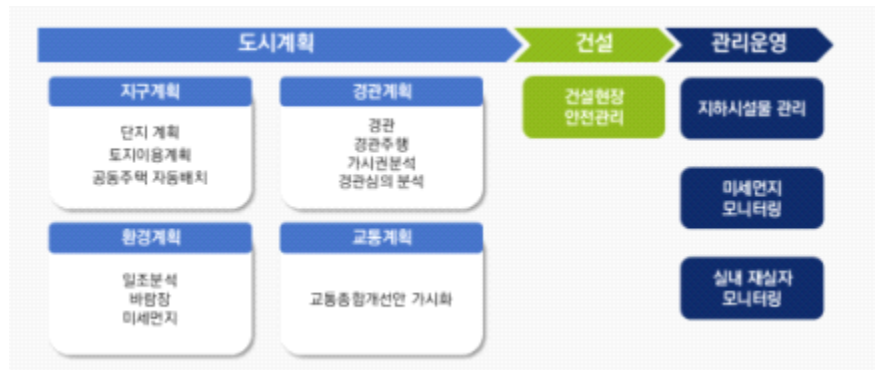 도시계획
건설
관리운영
지구계획
단지 계획
토지이용계획
공동주택 자동배치
경관계획
경관
경관주행
가시권분석
경관심의 분석
환경계획
일조분석
바람장
미세먼지
교통계획
교통종합개선안 가시화
건설현장
안전관리
지하시설물 관리
미세먼지
모니터링
실내 재실자
모니터링